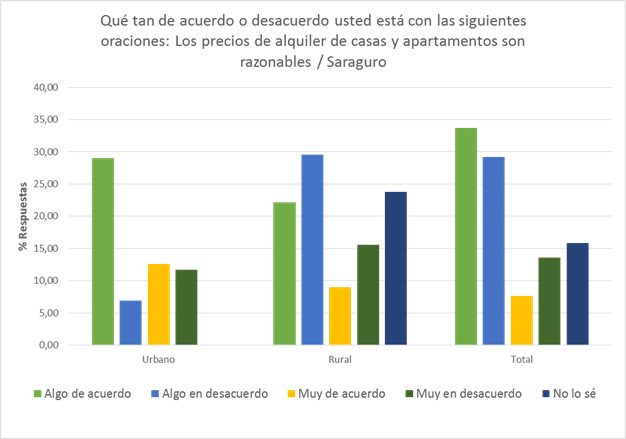 Qué tan de acuerdo o desacuerdo usted está con las siguientes
oraciones: Los precios de alquiler de casas y apartamentos son
razonables / Saraguro
40,00
35,00
30,00
25,00
20,00
15,00
10,00
5,00
0,00
% Respuestas
Urbano Rural Total
Algo de acuerdo Algo en desacuerdo Muy de acuerdo Muy en desacuerdo No lo sé